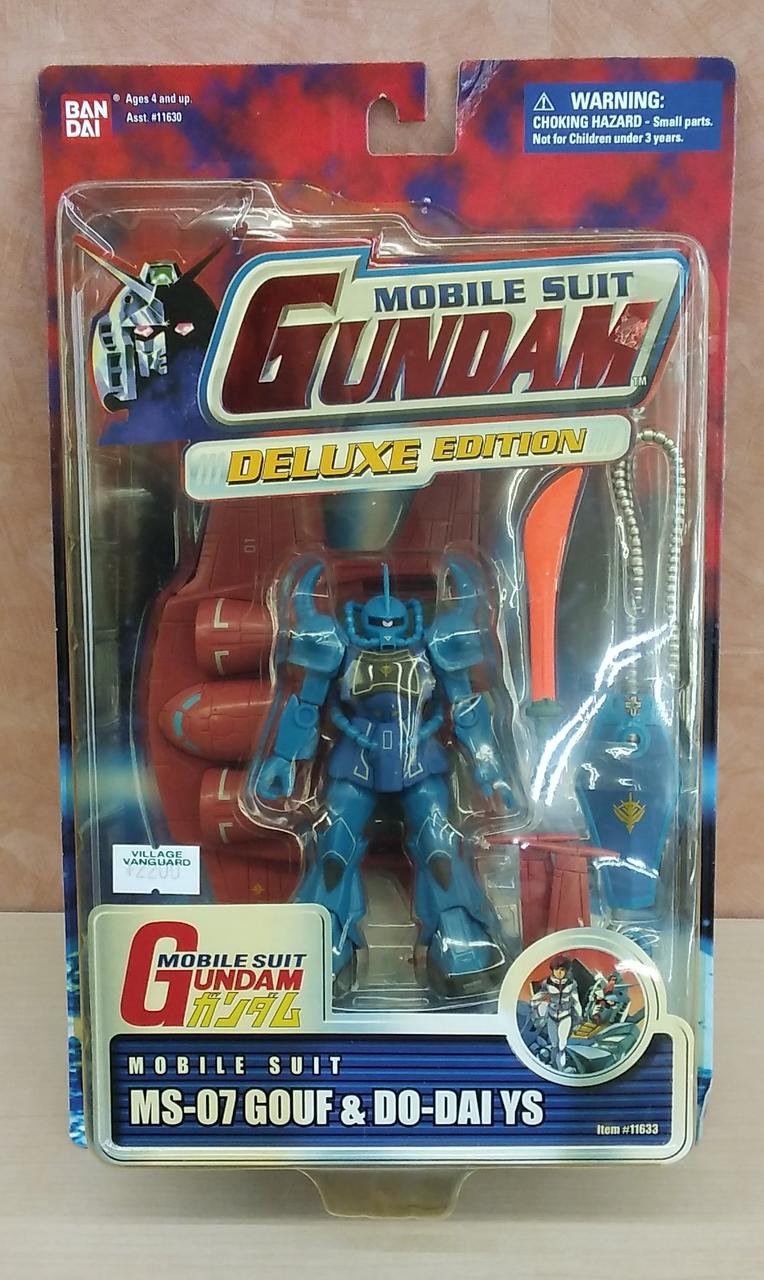 BAN
DAI
®
Ages 4 and up.
Asst. #11630
⚠ WARNING:
CHOKING HAZARD - Small parts.
Not for Children under 3 years.
MOBILE SUIT
GUNDAM
TM
DELUXE EDITION
01
VILLAGE
VANGUARD
¥2200
MOBILE SUIT
GUNDAM
ガンダム
MOBILE SUIT
MS-07 GOUF & DO-DAI YS
Item #11633